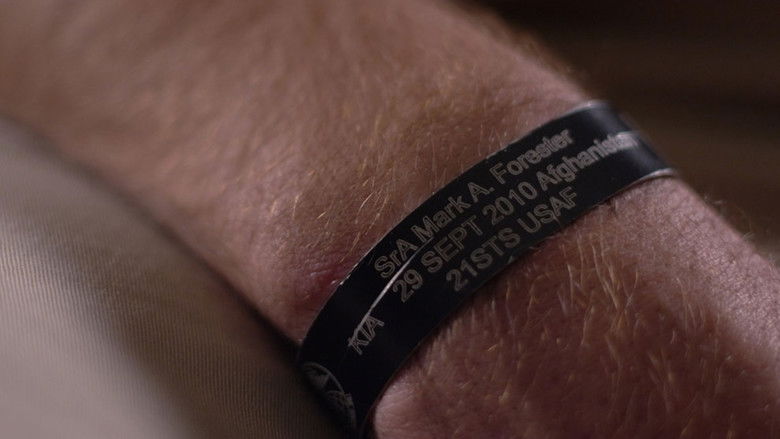 SrA Mark A. Forester
KIA 29 SEPT 2010 Afghanistan
21STS USAF